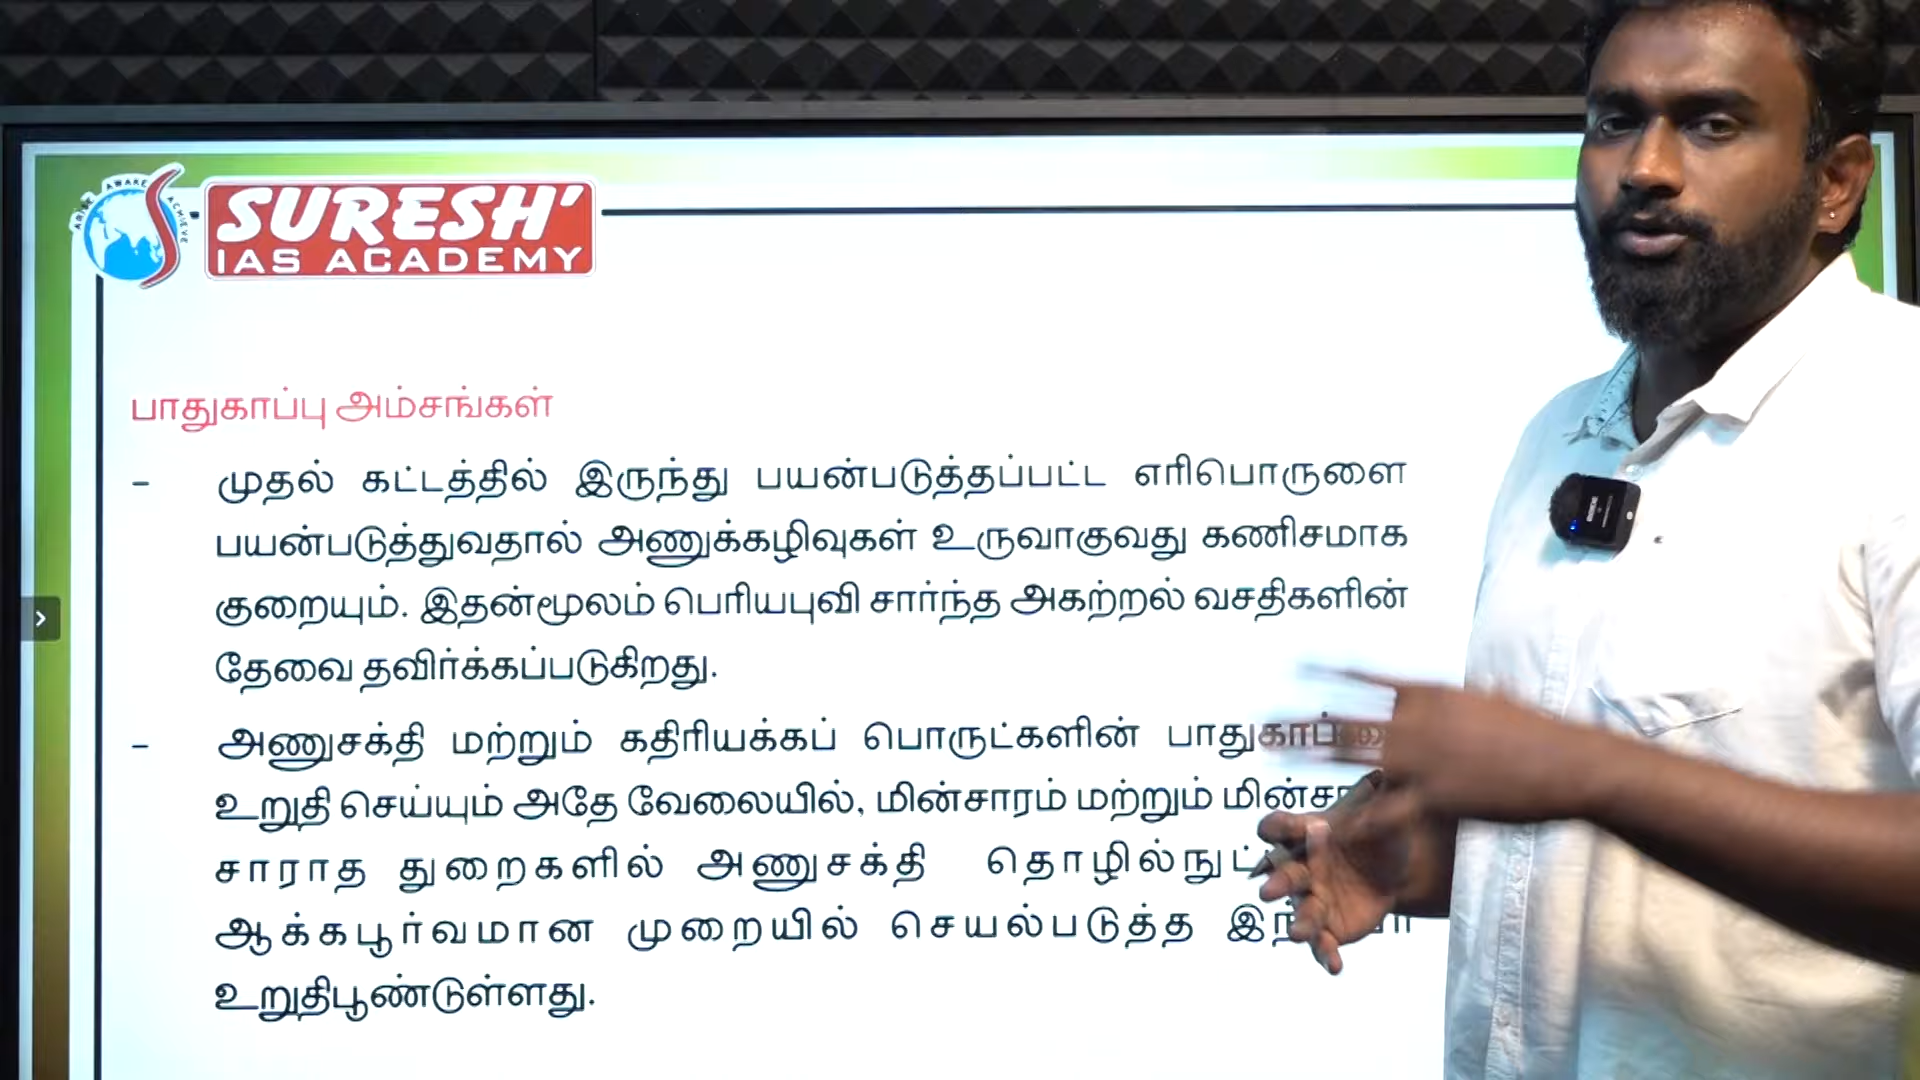 ARISE AWAKE ACHIEVE
SURESH'
IAS ACADEMY
பாதுகாப்பு அம்சங்கள்
- முதல் கட்டத்தில் இருந்து பயன்படுத்தப்பட்ட எரிபொருளை
பயன்படுத்துவதால் அணுக்கழிவுகள் உருவாகுவது கணிசமாக
குறையும். இதன்மூலம் பெரியபுவி சார்ந்த அகற்றல் வசதிகளின்
தேவை தவிர்க்கப்படுகிறது.
- அணுசக்தி மற்றும் கதிரியக்கப் பொருட்களின்
உறுதி செய்யும் அதே வேலையில், மின்சாரம் மற்றும்
சாராத துறைகளில் அணுசக்தி
ஆக்கபூர்வமான முறையில் செயல்படுத்த
உறுதிபூண்டுள்ளது.